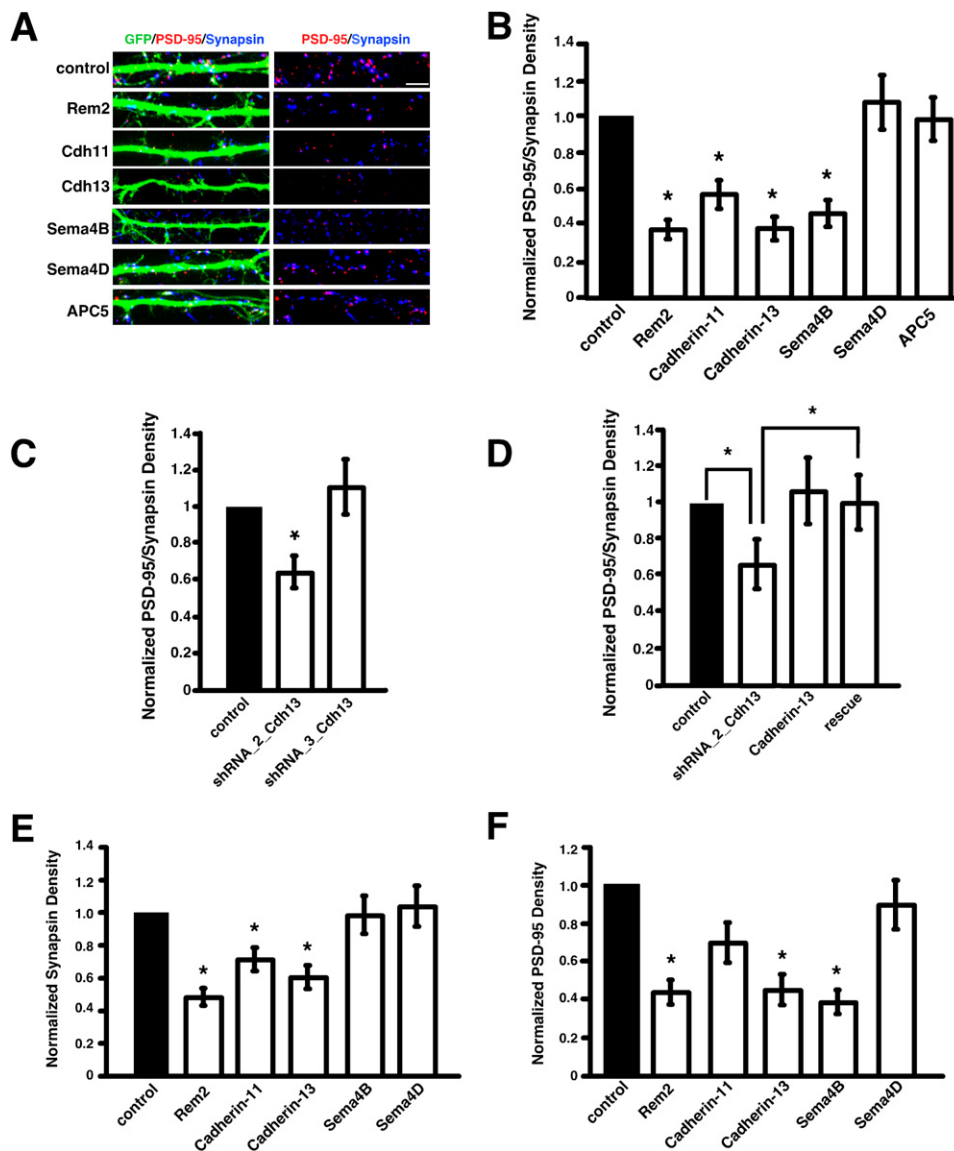 A
GFP/PSD-95/Synapsin
PSD-95/Synapsin
control
Rem2
Cdh11
Cdh13
Sema4B
Sema4D
APC5
B
Normalized PSD-95/Synapsin Density
1.4
1.2
1.0
0.8
0.6
0.4
0.2
0
*
*
*
*
control
Rem2
Cadherin-11
Cadherin-13
Sema4B
Sema4D
APC5
C
Normalized PSD-95/Synapsin Density
1.4
1.2
1
0.8
0.6
0.4
0.2
0
*
control
shRNA_2_Cdh13
shRNA_3_Cdh13
D
Normalized PSD-95/Synapsin Density
1.4
1.2
1
0.8
0.6
0.4
0.2
0
*
*
control
shRNA_2_Cdh13
Cadherin-13
rescue
E
Normalized Synapsin Density
1.4
1.2
1.0
0.8
0.6
0.4
0.2
0
*
*
*
control
Rem2
Cadherin-11
Cadherin-13
Sema4B
Sema4D
F
Normalized PSD-95 Density
1.2
1.0
0.8
0.6
0.4
0.2
0
*
*
*
control
Rem2
Cadherin-11
Cadherin-13
Sema4B
Sema4D